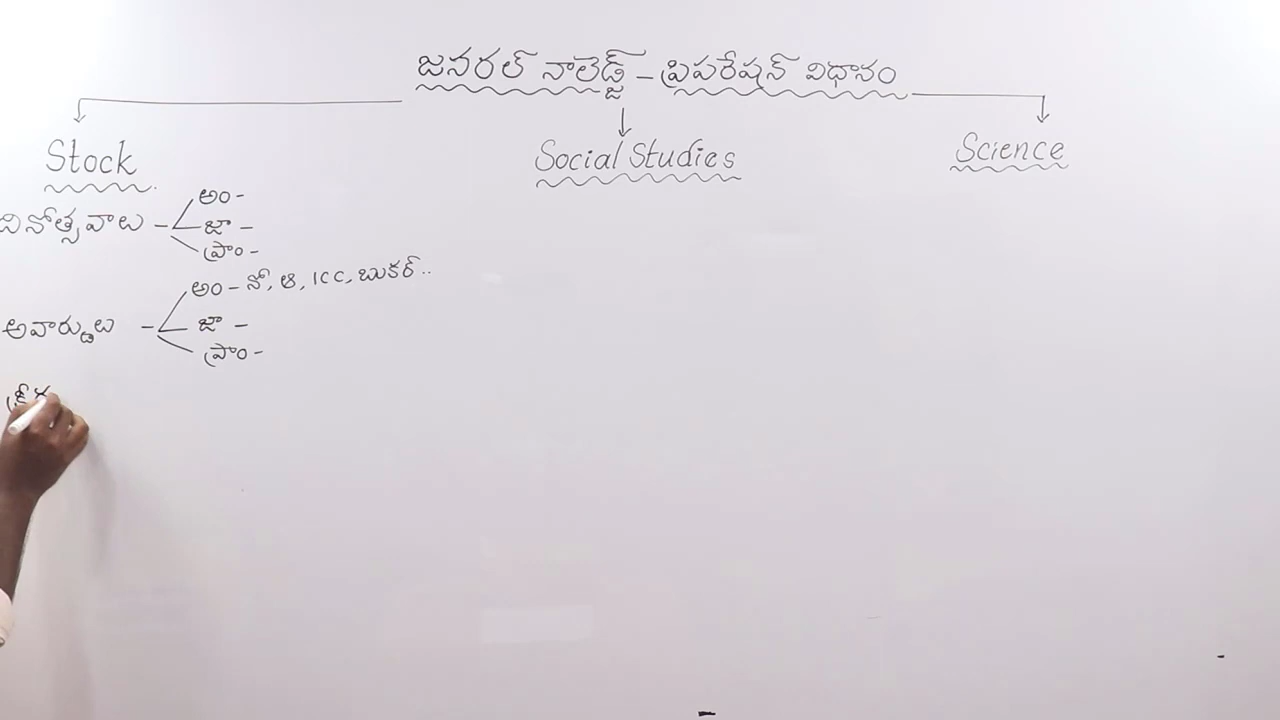 జనరల్ నాలెడ్జ్ - ప్రిపరేషన్ విధానం
Stock
Social Studies
Science
దినోత్సవాలు -
అం -
జా -
ప్రాం -
అవార్డులు -
అం - నో, ఆ, ICC, బుకర్..
జా -
ప్రాం -